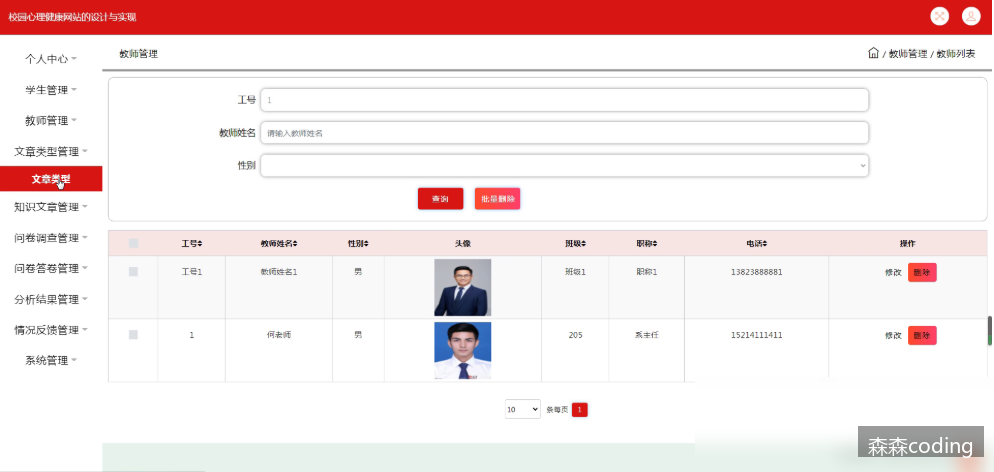 校园心理健康网站的设计与实现
个人中心
学生管理
教师管理
文章类型管理
文章类型
知识文章管理
问卷调查管理
问卷答卷管理
分析结果管理
情况反馈管理
系统管理
教师管理
/ 教师管理 / 教师列表
工号 1
教师姓名 请输入教师姓名
性别
查询 批量删除
工号 教师姓名 性别 头像 班级 职称 电话 操作
工号1 教师姓名1 男 班级1 职称1 13823888881 修改 删除
1 何老师 男 205 系主任 15214111411 修改 删除
10 条每页 1
森森coding